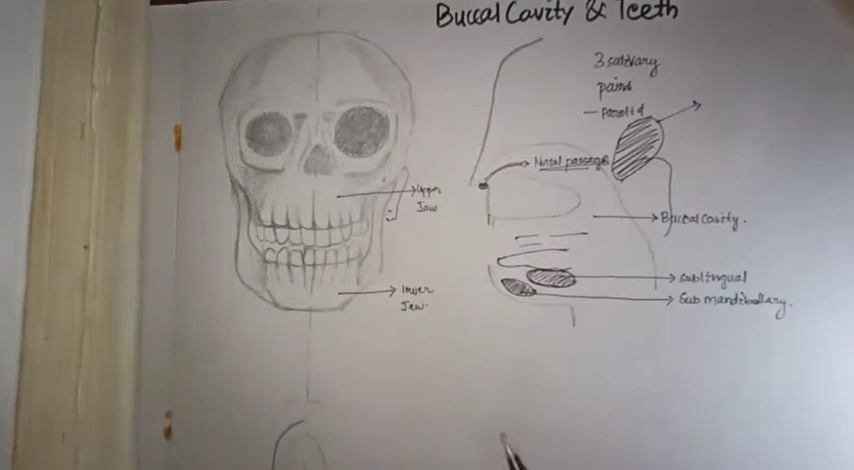 Buccal Cavity & Teeth
3 salivary
pairs
— Parotid
Nasal passage
Upper
Jaw
Buccal cavity.
Sublingual
Sub mandibullary.
Lower
Jaw.